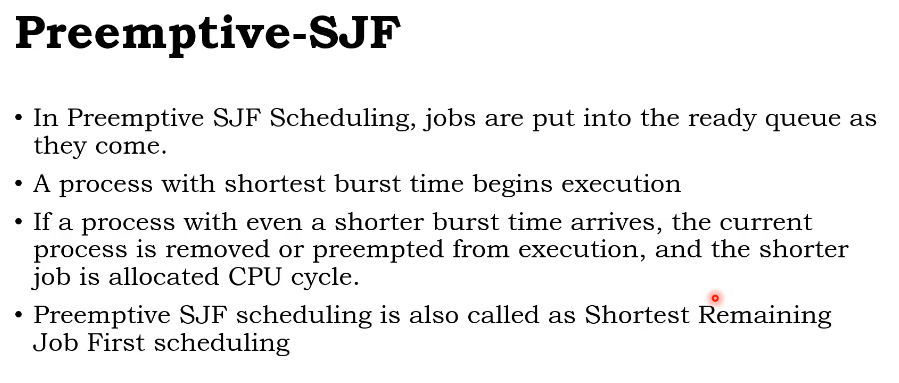 Preemptive-SJF
• In Preemptive SJF Scheduling, jobs are put into the ready queue as
they come.
• A process with shortest burst time begins execution
• If a process with even a shorter burst time arrives, the current
process is removed or preempted from execution, and the shorter
job is allocated CPU cycle.
• Preemptive SJF scheduling is also called as Shortest Remaining
Job First scheduling